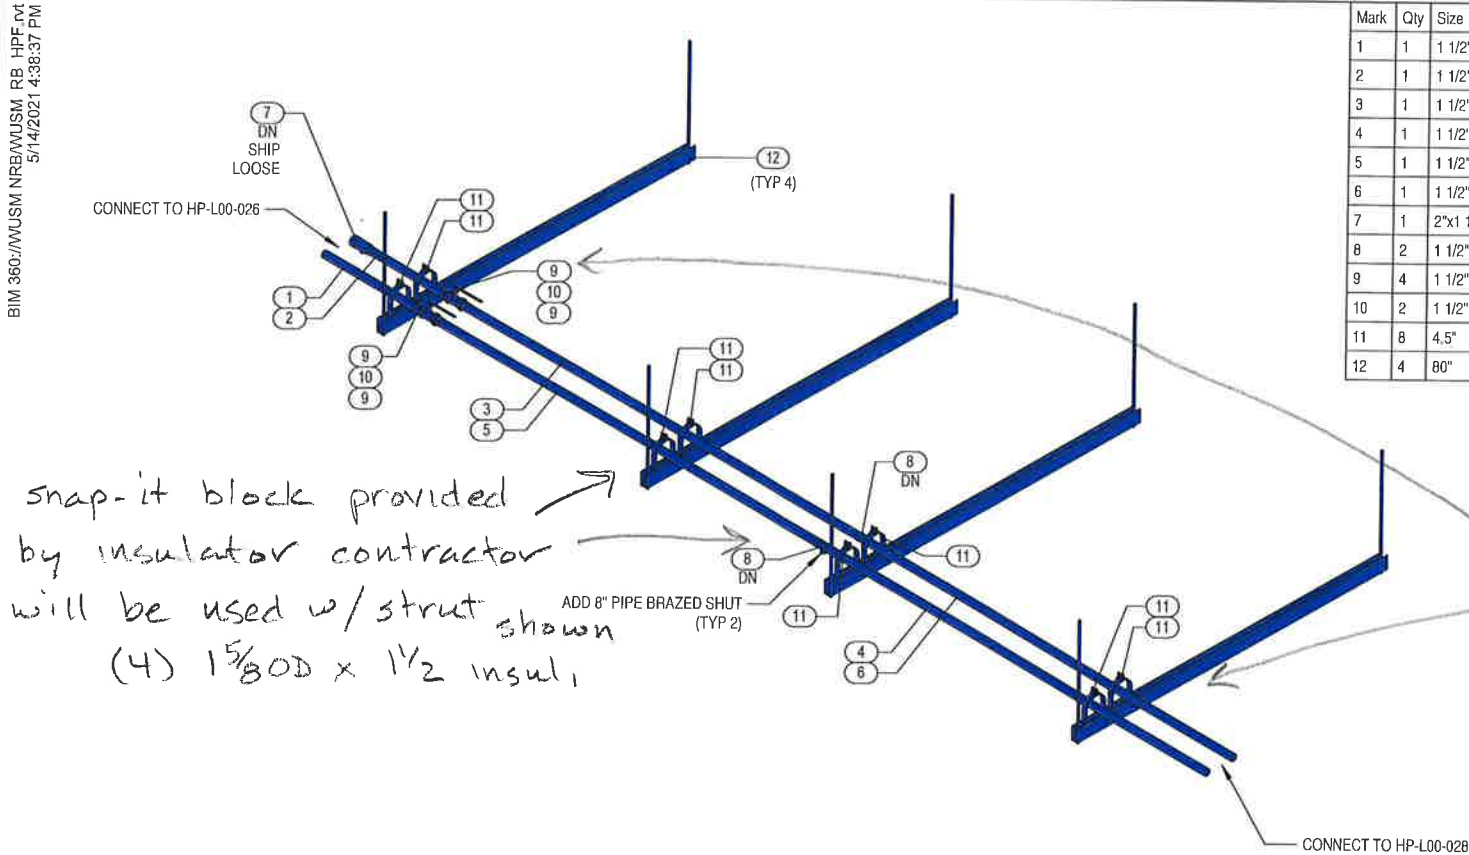 BIM 360://WUSM NRB/WUSM_RB_HPF.rvt
5/14/2021 4:38:37 PM
Mark Qty Size
1 1 1 1/2"
2 1 1 1/2"
3 1 1 1/2"
4 1 1 1/2"
5 1 1 1/2"
6 1 1 1/2"
7 1 2"x1 1
8 2 1 1/2"
9 4 1 1/2"
10 2 1 1/2"
11 8 4.5"
12 4 80"
7
DN
SHIP
LOOSE
12
(TYP 4)
CONNECT TO HP-L00-026
11
11
1
2
9
10
9
9
10
9
11
11
3
5
8
DN
snap-it block provided
by insulator contractor
will be used w/ strut shown
(4) 1 5/8 OD x 1 1/2 insul.
8
DN
11
ADD 8" PIPE BRAZED SHUT
(TYP 2)
11
4
6
11
11
CONNECT TO HP-L00-028